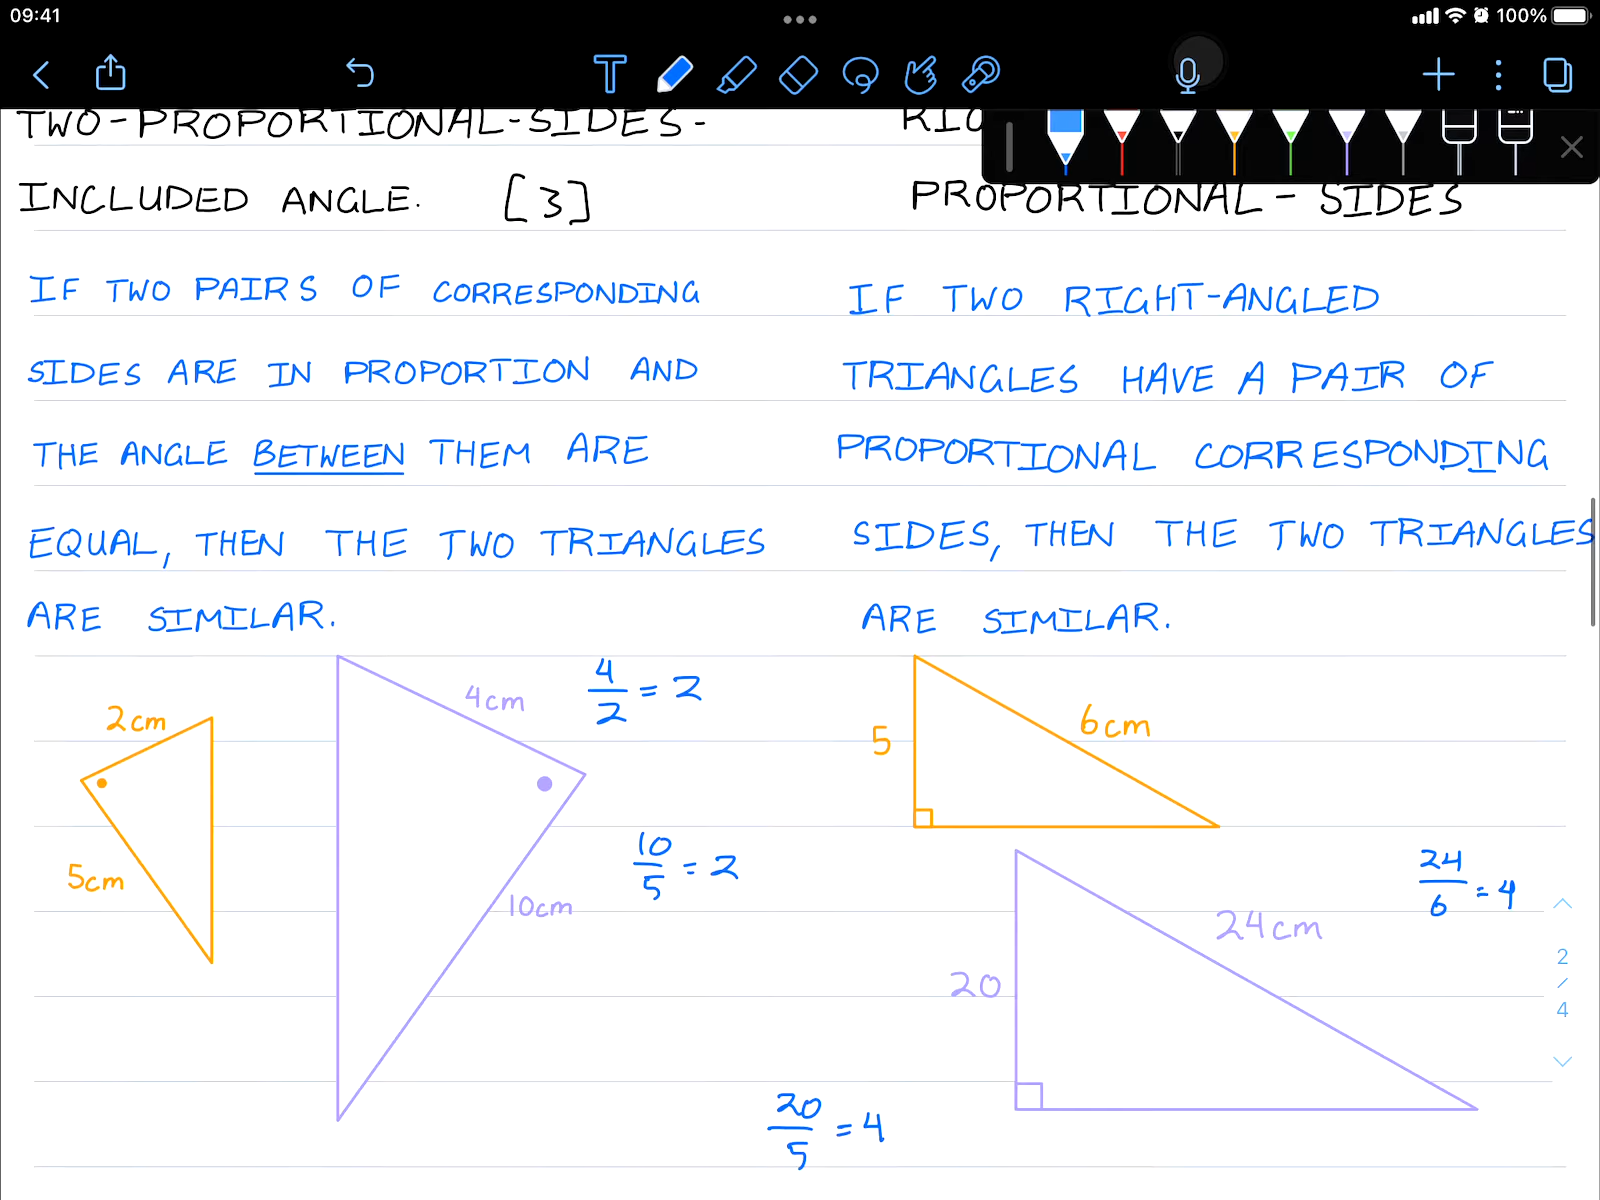 09:41
100%
TWO-PROPORTIONAL-SIDES-
INCLUDED ANGLE. [3]
IF TWO PAIRS OF CORRESPONDING
SIDES ARE IN PROPORTION AND
THE ANGLE BETWEEN THEM ARE
EQUAL, THEN THE TWO TRIANGLES
ARE SIMILAR.
2cm
5cm
4cm
10cm
4/2 = 2
10/5 = 2
PROPORTIONAL - SIDES
IF TWO RIGHT-ANGLED
TRIANGLES HAVE A PAIR OF
PROPORTIONAL CORRESPONDING
SIDES, THEN THE TWO TRIANGLES
ARE SIMILAR.
5
6cm
20
24cm
24/6 = 4
20/5 = 4
2
/
4